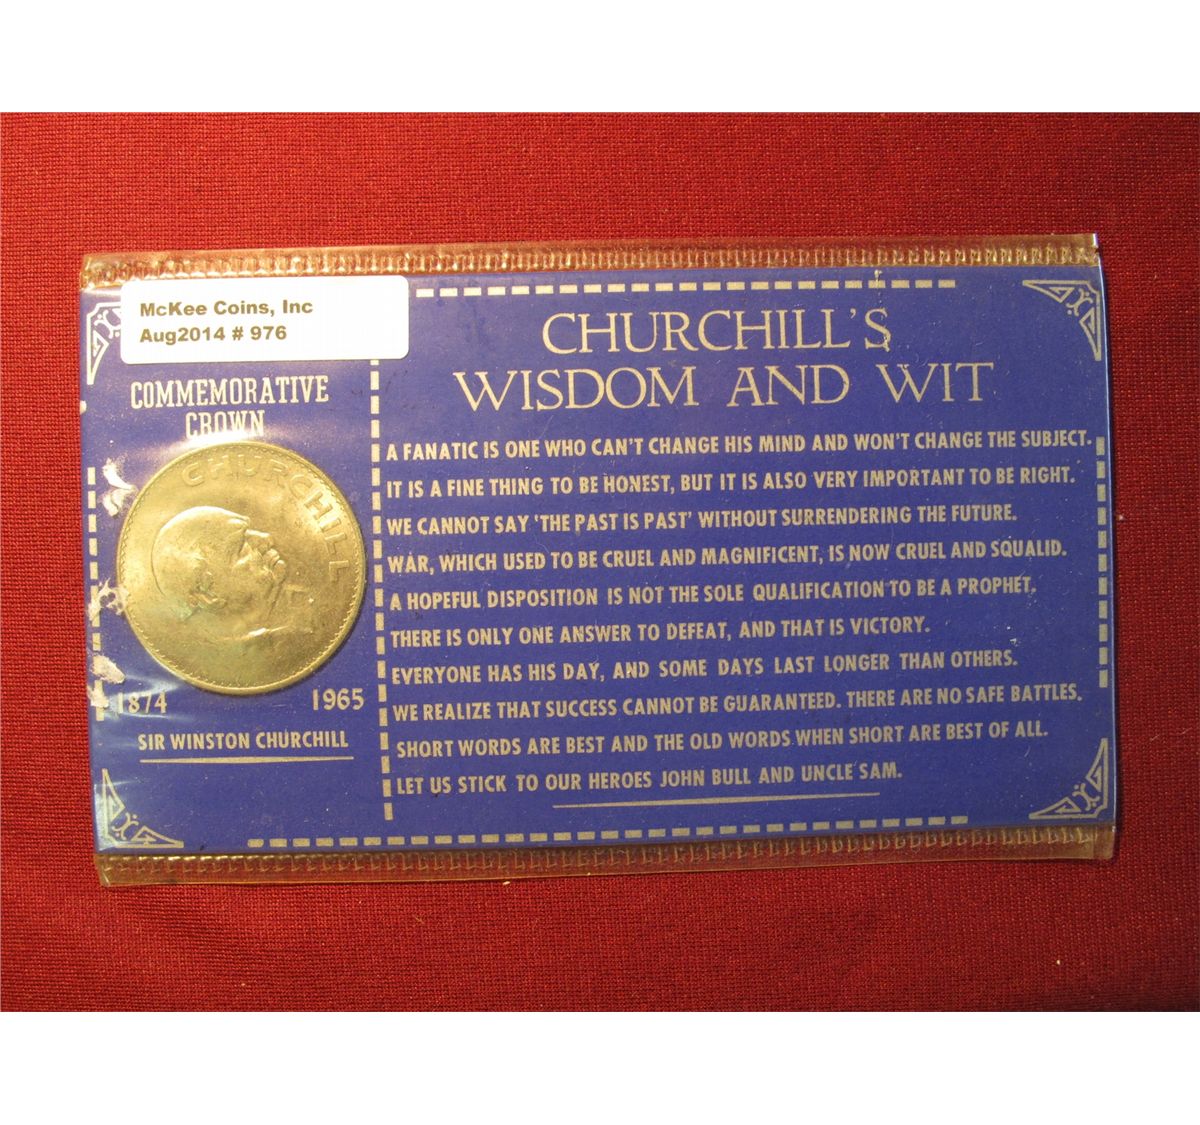 McKee Coins, Inc
Aug2014 # 976
COMMEMORATIVE
CROWN
CHURCHILL
1874 1965
SIR WINSTON CHURCHILL
CHURCHILL'S
WISDOM AND WIT
A FANATIC IS ONE WHO CAN'T CHANGE HIS MIND AND WON'T CHANGE THE SUBJECT.
IT IS A FINE THING TO BE HONEST, BUT IT IS ALSO VERY IMPORTANT TO BE RIGHT.
WE CANNOT SAY 'THE PAST IS PAST' WITHOUT SURRENDERING THE FUTURE.
WAR, WHICH USED TO BE CRUEL AND MAGNIFICENT, IS NOW CRUEL AND SQUALID.
A HOPEFUL DISPOSITION IS NOT THE SOLE QUALIFICATION TO BE A PROPHET.
THERE IS ONLY ONE ANSWER TO DEFEAT, AND THAT IS VICTORY.
EVERYONE HAS HIS DAY, AND SOME DAYS LAST LONGER THAN OTHERS.
WE REALIZE THAT SUCCESS CANNOT BE GUARANTEED. THERE ARE NO SAFE BATTLES.
SHORT WORDS ARE BEST AND THE OLD WORDS WHEN SHORT ARE BEST OF ALL.
LET US STICK TO OUR HEROES JOHN BULL AND UNCLE SAM.